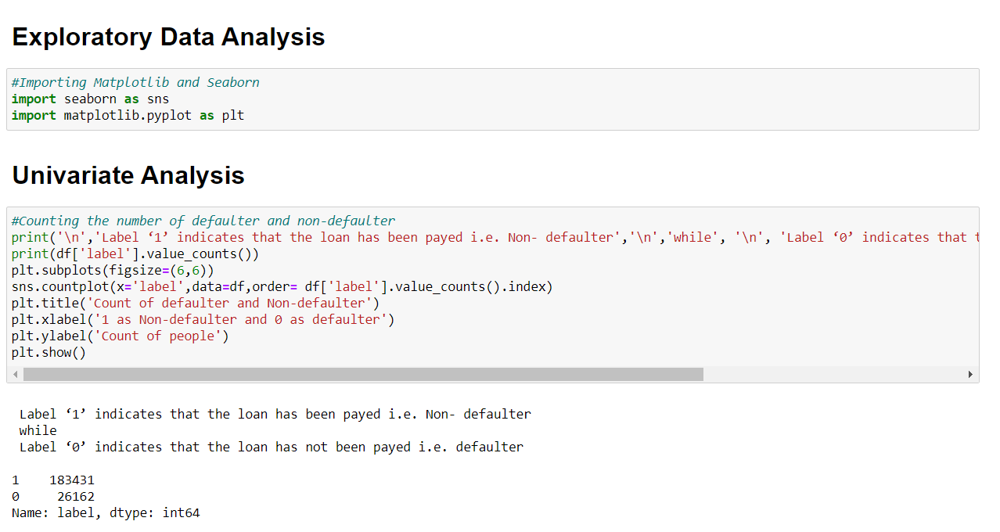 Exploratory Data Analysis
#Importing Matplotlib and Seaborn
import seaborn as sns
import matplotlib.pyplot as plt
Univariate Analysis
#Counting the number of defaulter and non-defaulter
print('\n','Label ‘1’ indicates that the loan has been payed i.e. Non- defaulter','\n','while', '\n', 'Label ‘0’ indicates that
print(df['label'].value_counts())
plt.subplots(figsize=(6,6))
sns.countplot(x='label',data=df,order= df['label'].value_counts().index)
plt.title('Count of defaulter and Non-defaulter')
plt.xlabel('1 as Non-defaulter and 0 as defaulter')
plt.ylabel('Count of people')
plt.show()
Label ‘1’ indicates that the loan has been payed i.e. Non- defaulter
while
Label ‘0’ indicates that the loan has not been payed i.e. defaulter
1    183431
0     26162
Name: label, dtype: int64